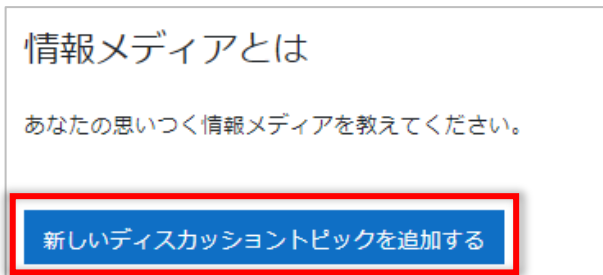 情報メディアとは
あなたの思いつく情報メディアを教えてください。
新しいディスカッショントピックを追加する